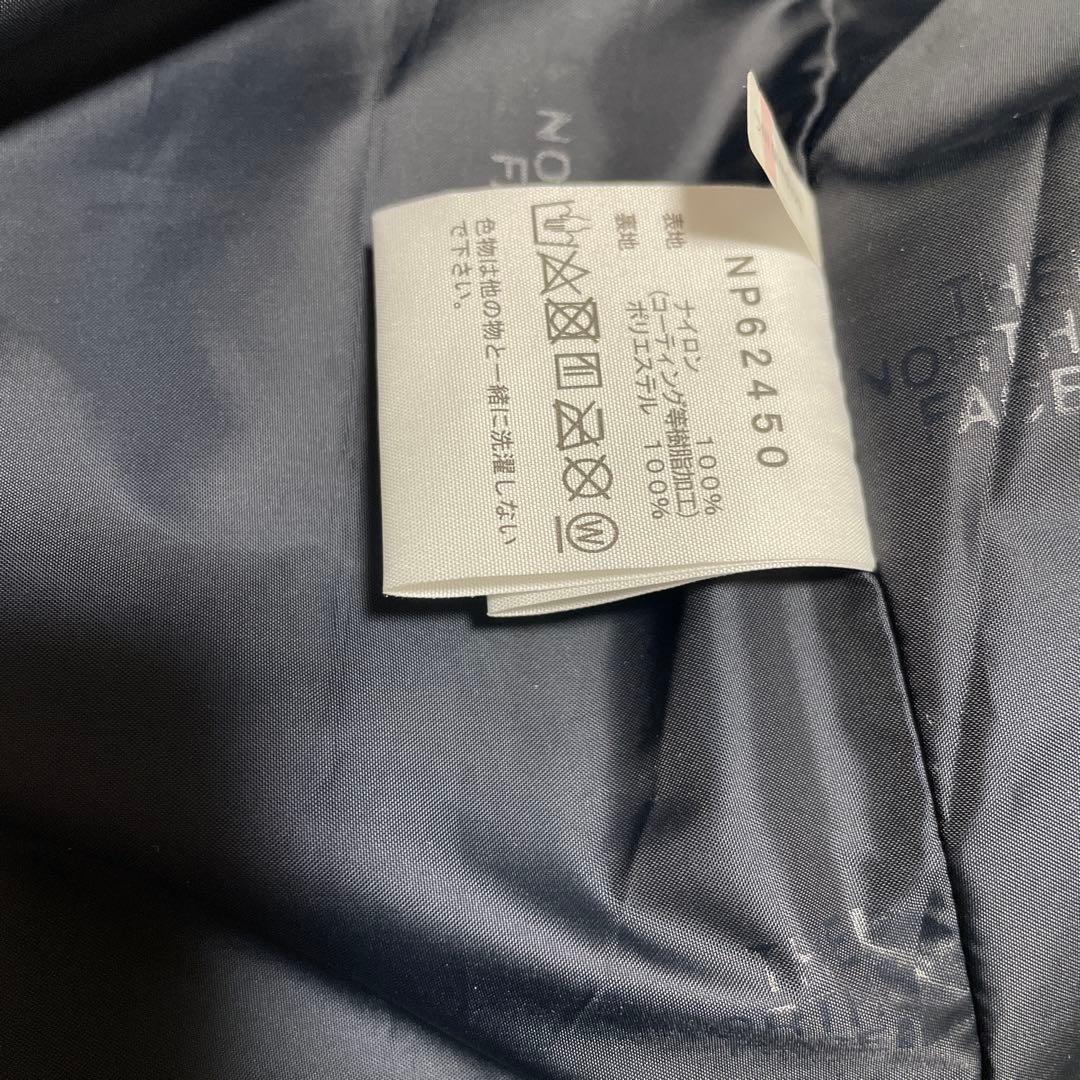 NP62450
表地 ナイロン 100%
(コーティング等樹脂加工)
裏地 ポリエステル 100%
W
色物は他の物と一緒に洗濯しない
で下さい。
THE